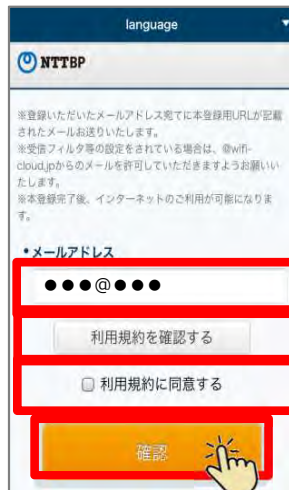 language
NTTBP
※登録いただいたメールアドレス宛てに本登録用URLが記載
されたメールお送りいたします。
※受信フィルタ等の設定をされている場合は、@wifi-
cloud.jpからのメールを許可していただきますようお願いい
たします。
※本登録完了後、インターネットのご利用が可能になりま
す。
•メールアドレス
●●●@●●●
利用規約を確認する
利用規約に同意する
確認